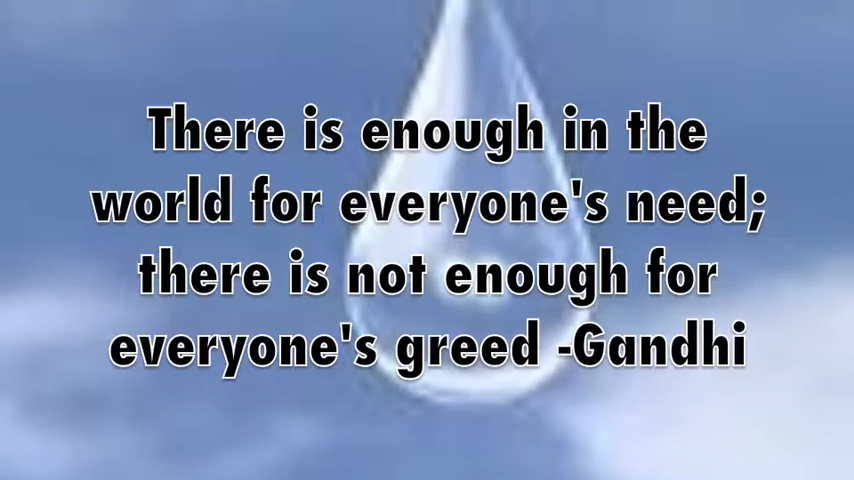 There is enough in the
world for everyone's need;
there is not enough for
everyone's greed -Gandhi